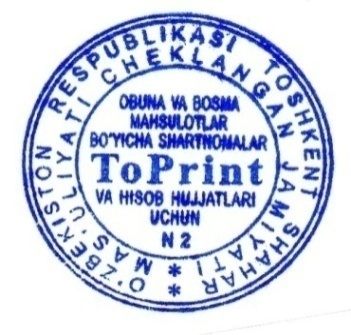 O'ZBEKISTON RESPUBLIKASI TOSHKENT SHAHAR
MAS'ULIYATI CHEKLANGAN JAMIYATI
OBUNA VA BOSMA
MAHSULOTLAR
BO'YICHA SHARTNOMALAR
ToPrint
VA HISOB HUJJATLARI
UCHUN
N 2